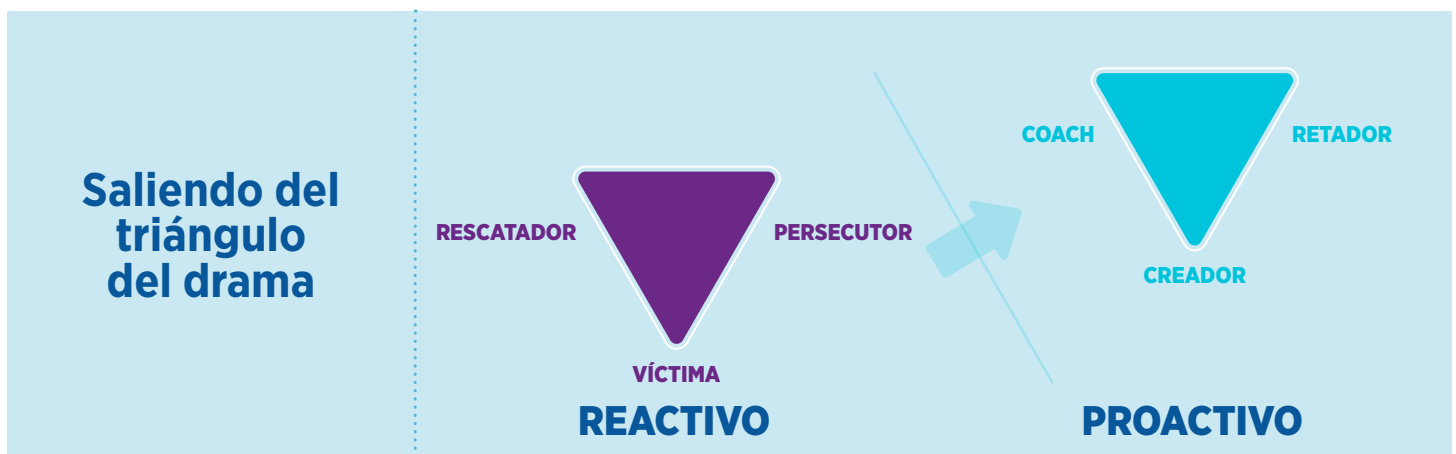 Saliendo del
triángulo
del drama
RESCATADOR
PERSECUTOR
VÍCTIMA
REACTIVO
COACH
RETADOR
CREADOR
PROACTIVO